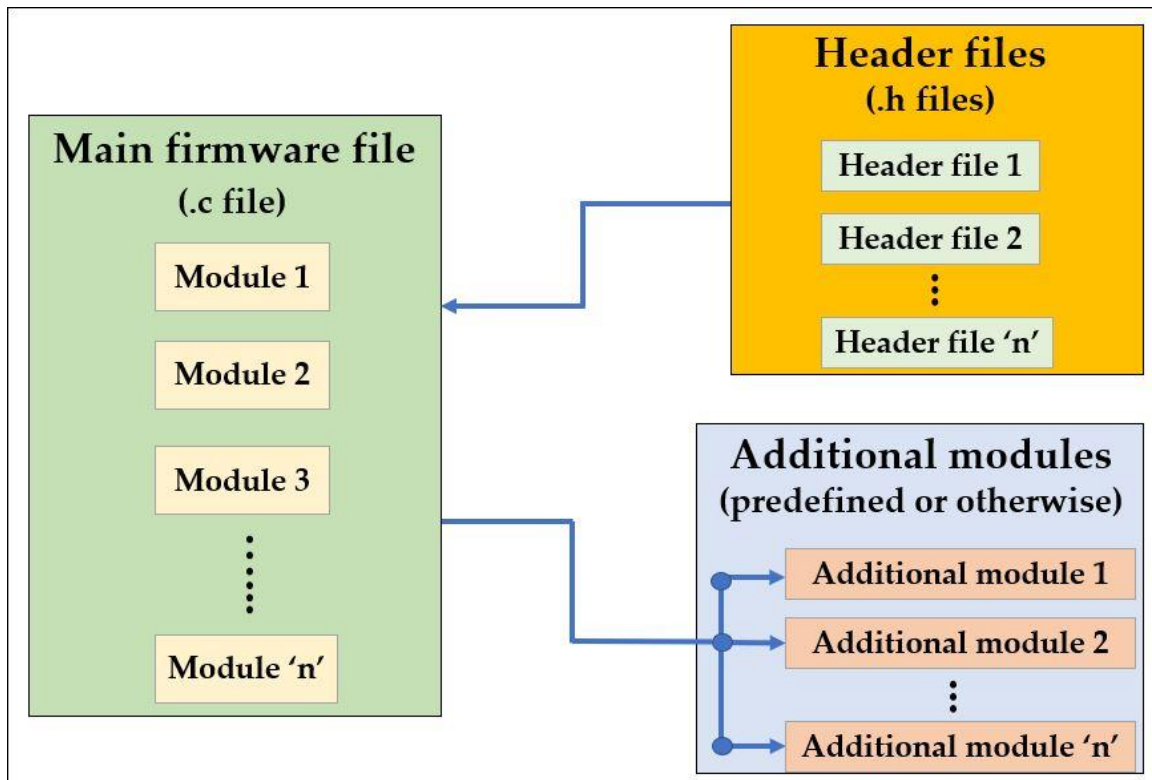 Main firmware file
(.c file)
Module 1
Module 2
Module 3
Module ‘n’
Header files
(.h files)
Header file 1
Header file 2
Header file ‘n’
Additional modules
(predefined or otherwise)
Additional module 1
Additional module 2
Additional module ‘n’